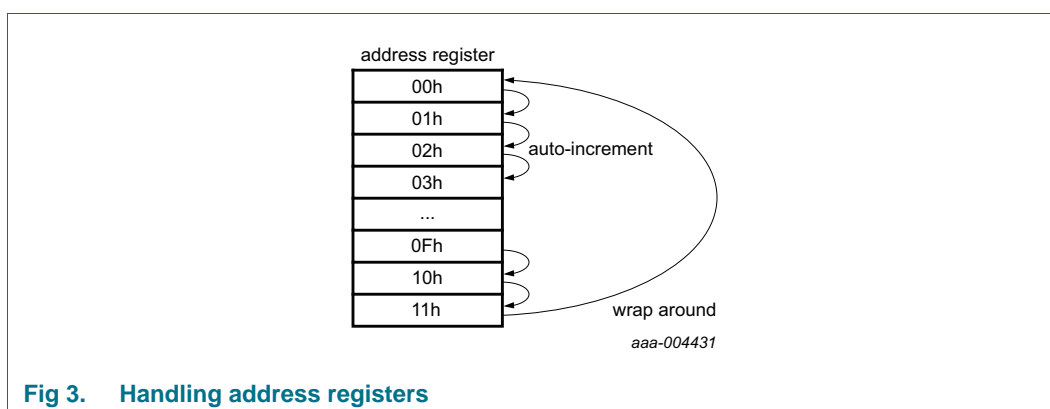 address register
00h
01h
02h
auto-increment
03h
...
0Fh
10h
11h
wrap around
aaa-004431
Fig 3. Handling address registers